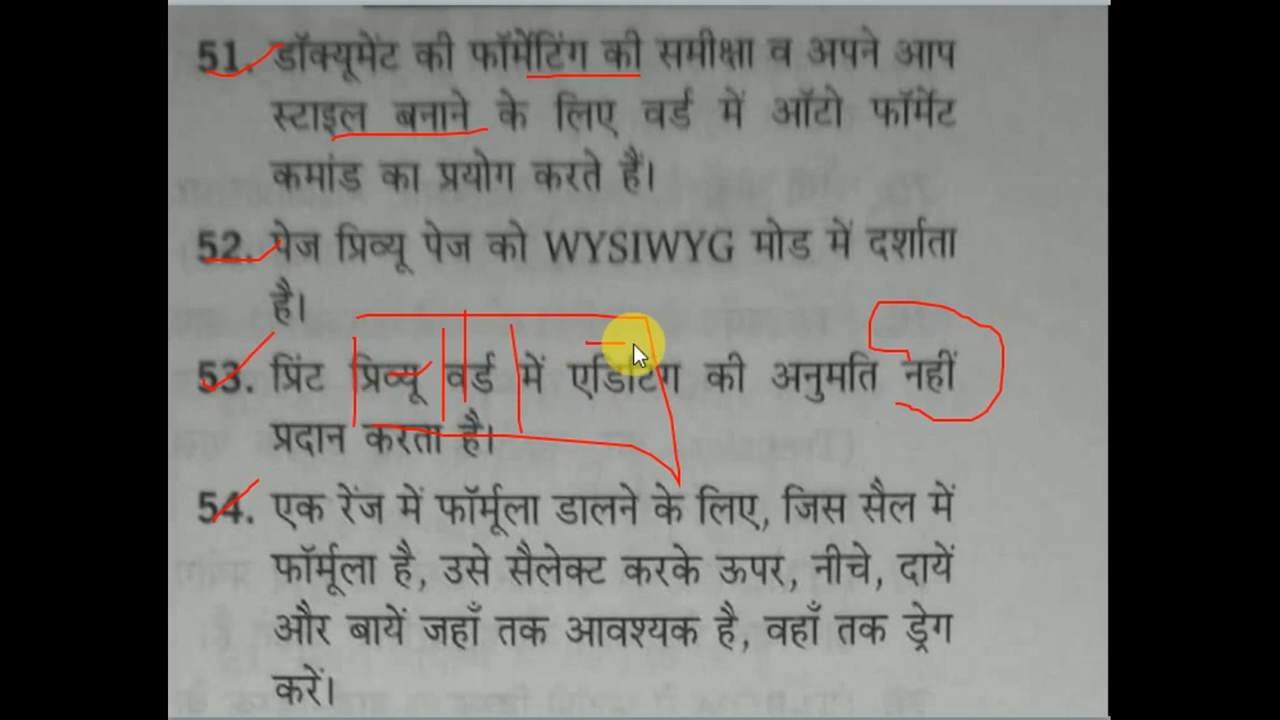 51. डॉक्यूमेंट की फॉर्मेटिंग की समीक्षा व अपने आप
स्टाइल बनाने के लिए वर्ड में ऑटो फॉर्मेट
कमांड का प्रयोग करते हैं।
52. पेज प्रिव्यू पेज को WYSIWYG मोड में दर्शाता
है।
53. प्रिंट प्रिव्यू वर्ड में एडिटिंग की अनुमति नहीं
प्रदान करता है।
54. एक रेंज में फॉर्मूला डालने के लिए, जिस सैल में
फॉर्मूला है, उसे सैलेक्ट करके ऊपर, नीचे, दायें
और बायें जहाँ तक आवश्यक है, वहाँ तक ड्रेग
करें।